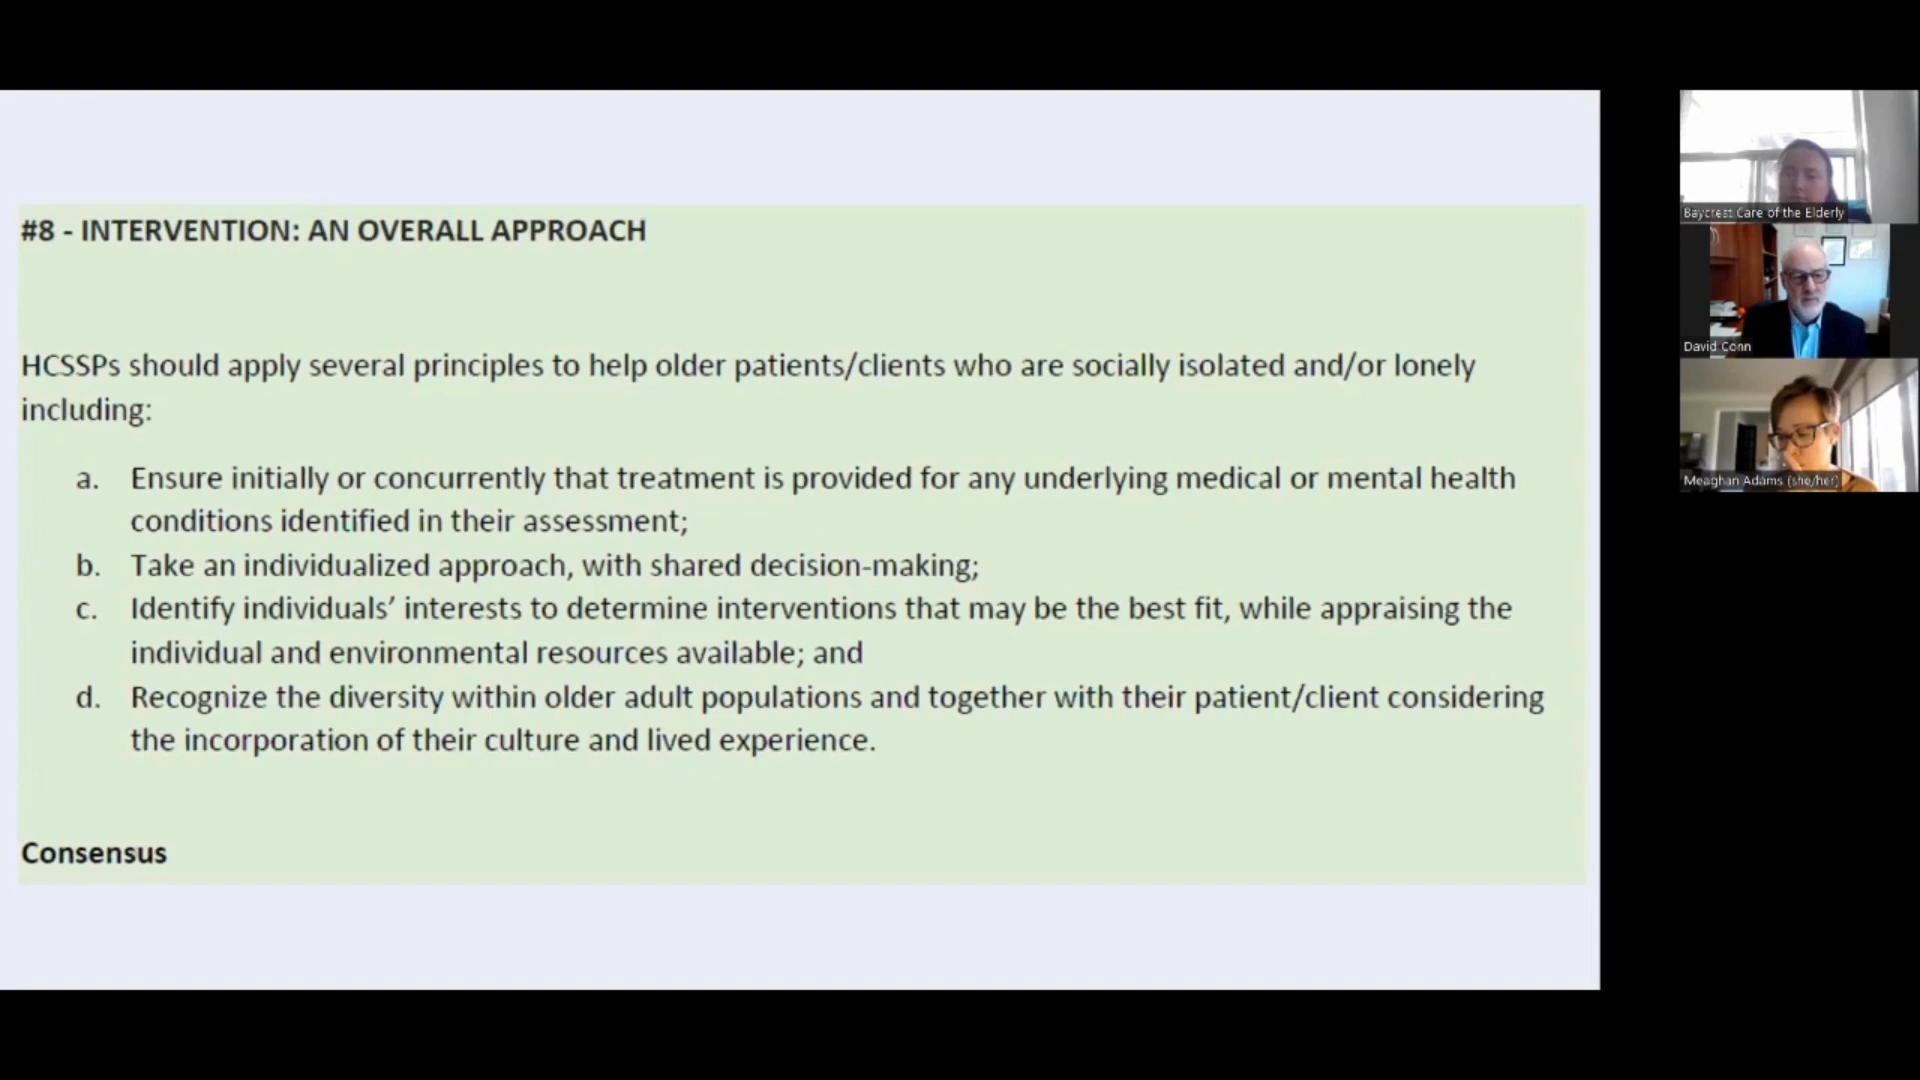 #8 - INTERVENTION: AN OVERALL APPROACH
HCSSPs should apply several principles to help older patients/clients who are socially isolated and/or lonely
including:
a. Ensure initially or concurrently that treatment is provided for any underlying medical or mental health
conditions identified in their assessment;
b. Take an individualized approach, with shared decision-making;
c. Identify individuals’ interests to determine interventions that may be the best fit, while appraising the
individual and environmental resources available; and
d. Recognize the diversity within older adult populations and together with their patient/client considering
the incorporation of their culture and lived experience.
Consensus
Baycrest Care of the Elderly
David Conn
Meaghan Adams (she/her)